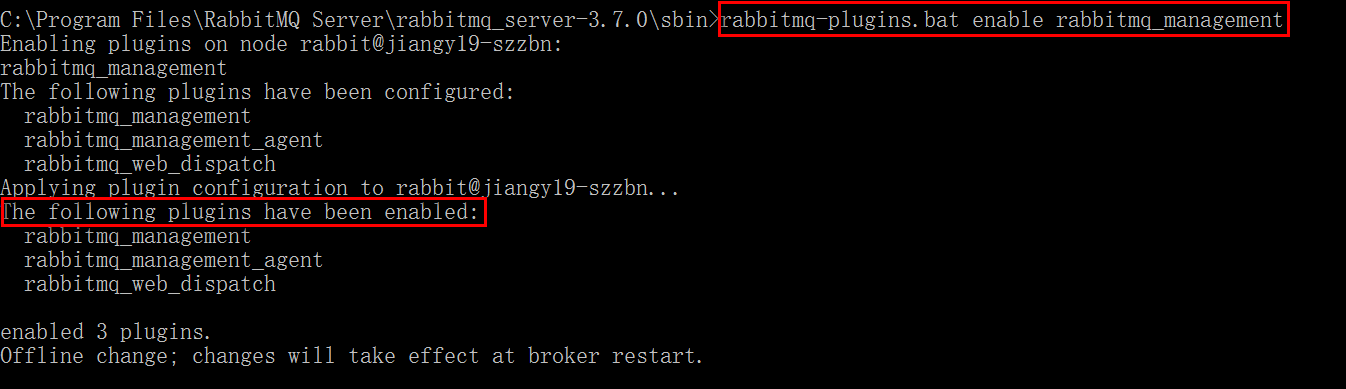 C:\Program Files\RabbitMQ Server\rabbitmq_server-3.7.0\sbin>rabbitmq-plugins.bat enable rabbitmq_management
Enabling plugins on node rabbit@jiangy19-szzbn:
rabbitmq_management
The following plugins have been configured:
  rabbitmq_management
  rabbitmq_management_agent
  rabbitmq_web_dispatch
Applying plugin configuration to rabbit@jiangy19-szzbn...
The following plugins have been enabled:
  rabbitmq_management
  rabbitmq_management_agent
  rabbitmq_web_dispatch

enabled 3 plugins.
Offline change; changes will take effect at broker restart.